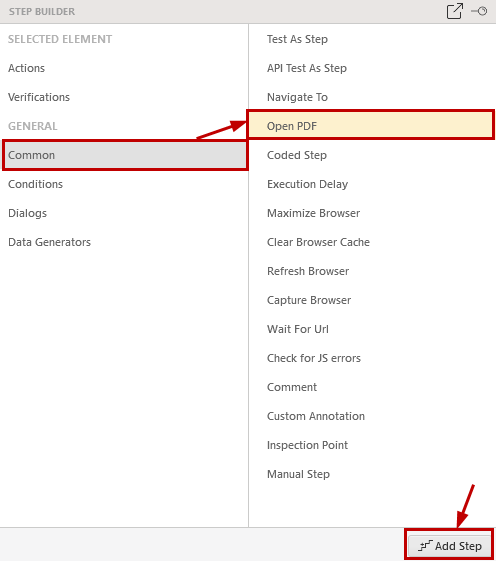 STEP BUILDER
SELECTED ELEMENT
Actions
Verifications
GENERAL
Common
Conditions
Dialogs
Data Generators
Test As Step
API Test As Step
Navigate To
Open PDF
Coded Step
Execution Delay
Maximize Browser
Clear Browser Cache
Refresh Browser
Capture Browser
Wait For Url
Check for JS errors
Comment
Custom Annotation
Inspection Point
Manual Step
Add Step